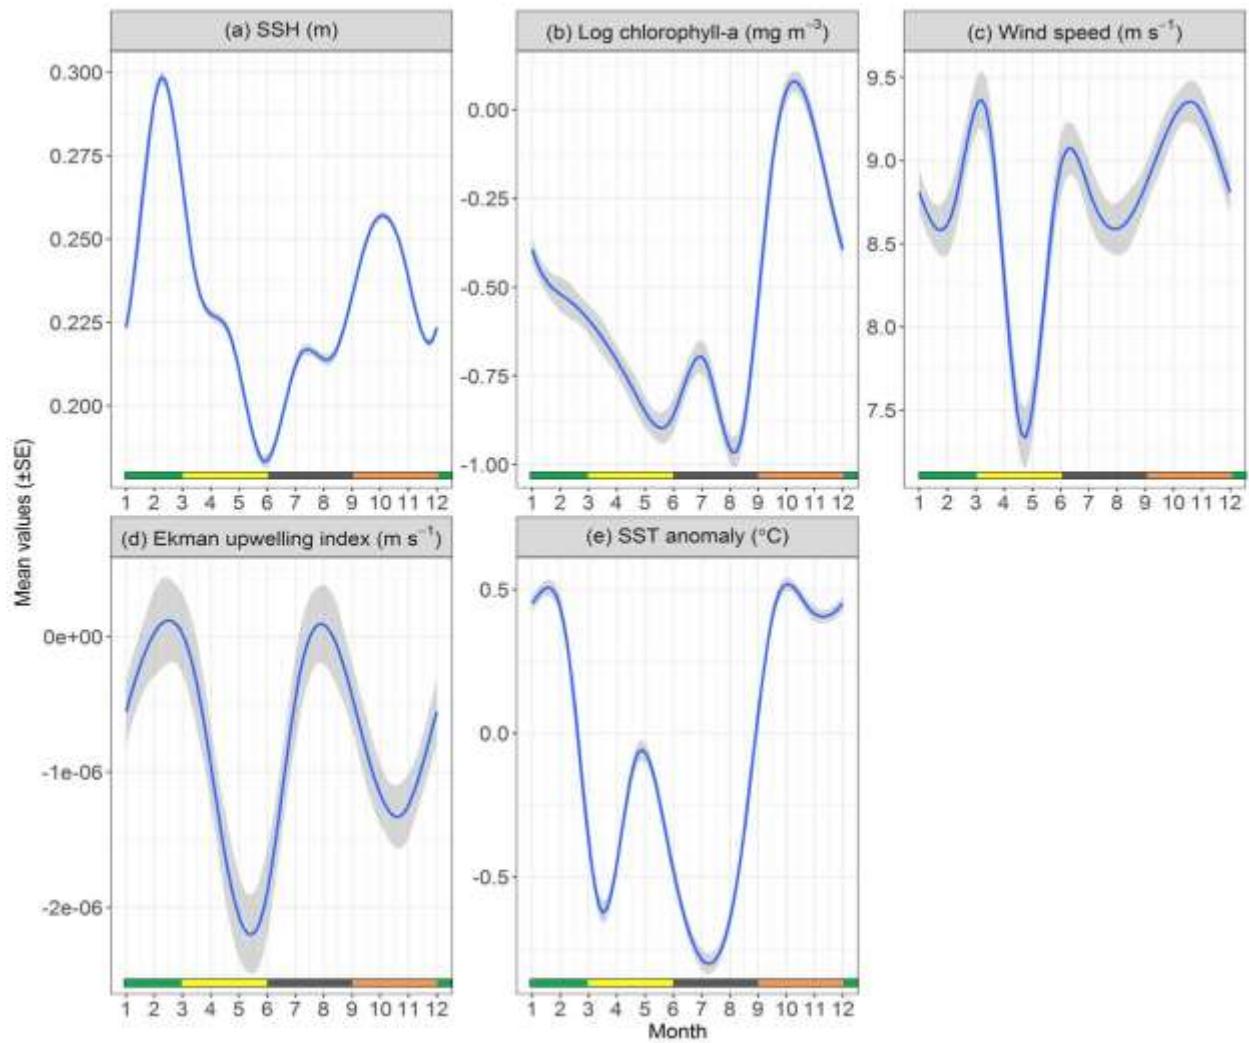 (a) SSH (m)
(b) Log chlorophyll-a (mg m⁻³)
(c) Wind speed (m s⁻¹)
0.300
0.275
0.250
0.225
0.200
0.00
-0.25
-0.50
-0.75
-1.00
9.5
9.0
8.5
8.0
7.5
1 2 3 4 5 6 7 8 9 10 11 12
1 2 3 4 5 6 7 8 9 10 11 12
1 2 3 4 5 6 7 8 9 10 11 12
Mean values (±SE)
(d) Ekman upwelling index (m s⁻¹)
(e) SST anomaly (°C)
0e+00
-1e-06
-2e-06
0.5
0.0
-0.5
1 2 3 4 5 6 7 8 9 10 11 12
1 2 3 4 5 6 7 8 9 10 11 12
Month